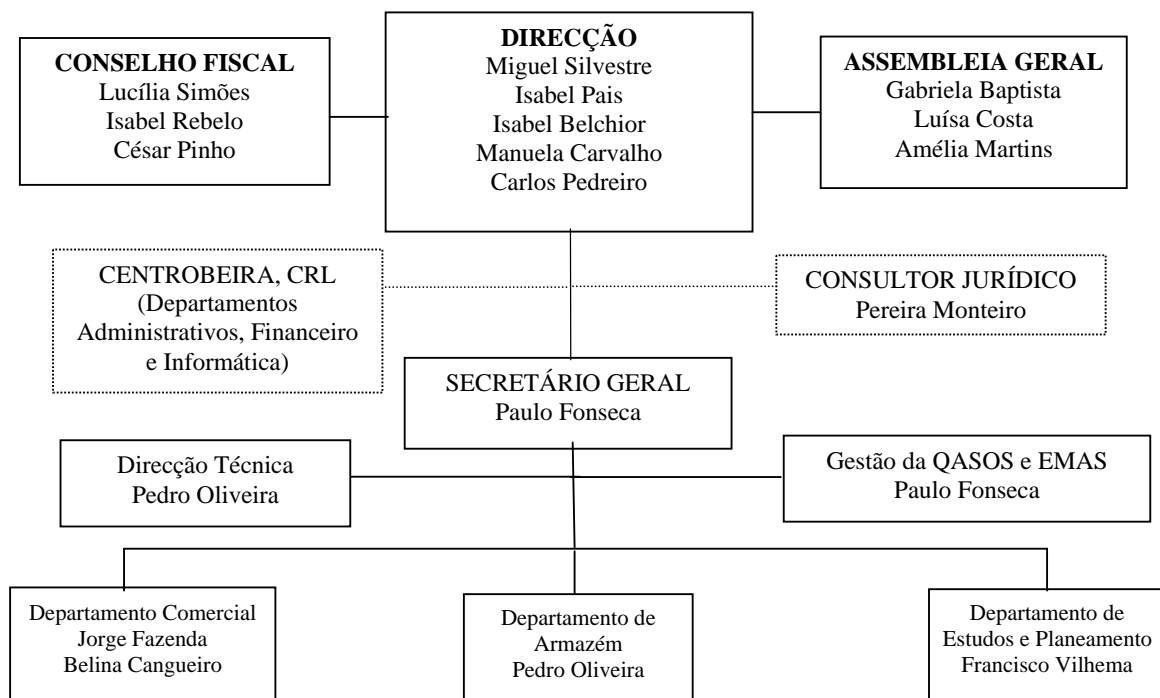 CONSELHO FISCAL
Lucília Simões
Isabel Rebelo
César Pinho
DIRECÇÃO
Miguel Silvestre
Isabel Pais
Isabel Belchior
Manuela Carvalho
Carlos Pedreiro
ASSEMBLEIA GERAL
Gabriela Baptista
Luísa Costa
Amélia Martins
CENTROBEIRA, CRL
(Departamentos
Administrativos, Financeiro
e Informática)
CONSULTOR JURÍDICO
Pereira Monteiro
SECRETÁRIO GERAL
Paulo Fonseca
Direcção Técnica
Pedro Oliveira
Gestão da QASOS e EMAS
Paulo Fonseca
Departamento Comercial
Jorge Fazenda
Belina Cangueiro
Departamento de
Armazém
Pedro Oliveira
Departamento de
Estudos e Planeamento
Francisco Vilhema